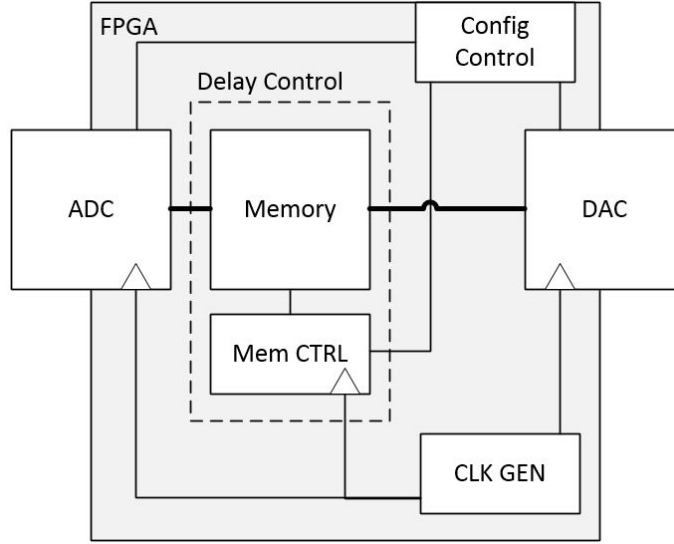 FPGA
Config
Control
Delay Control
ADC
Memory
DAC
Mem CTRL
CLK GEN